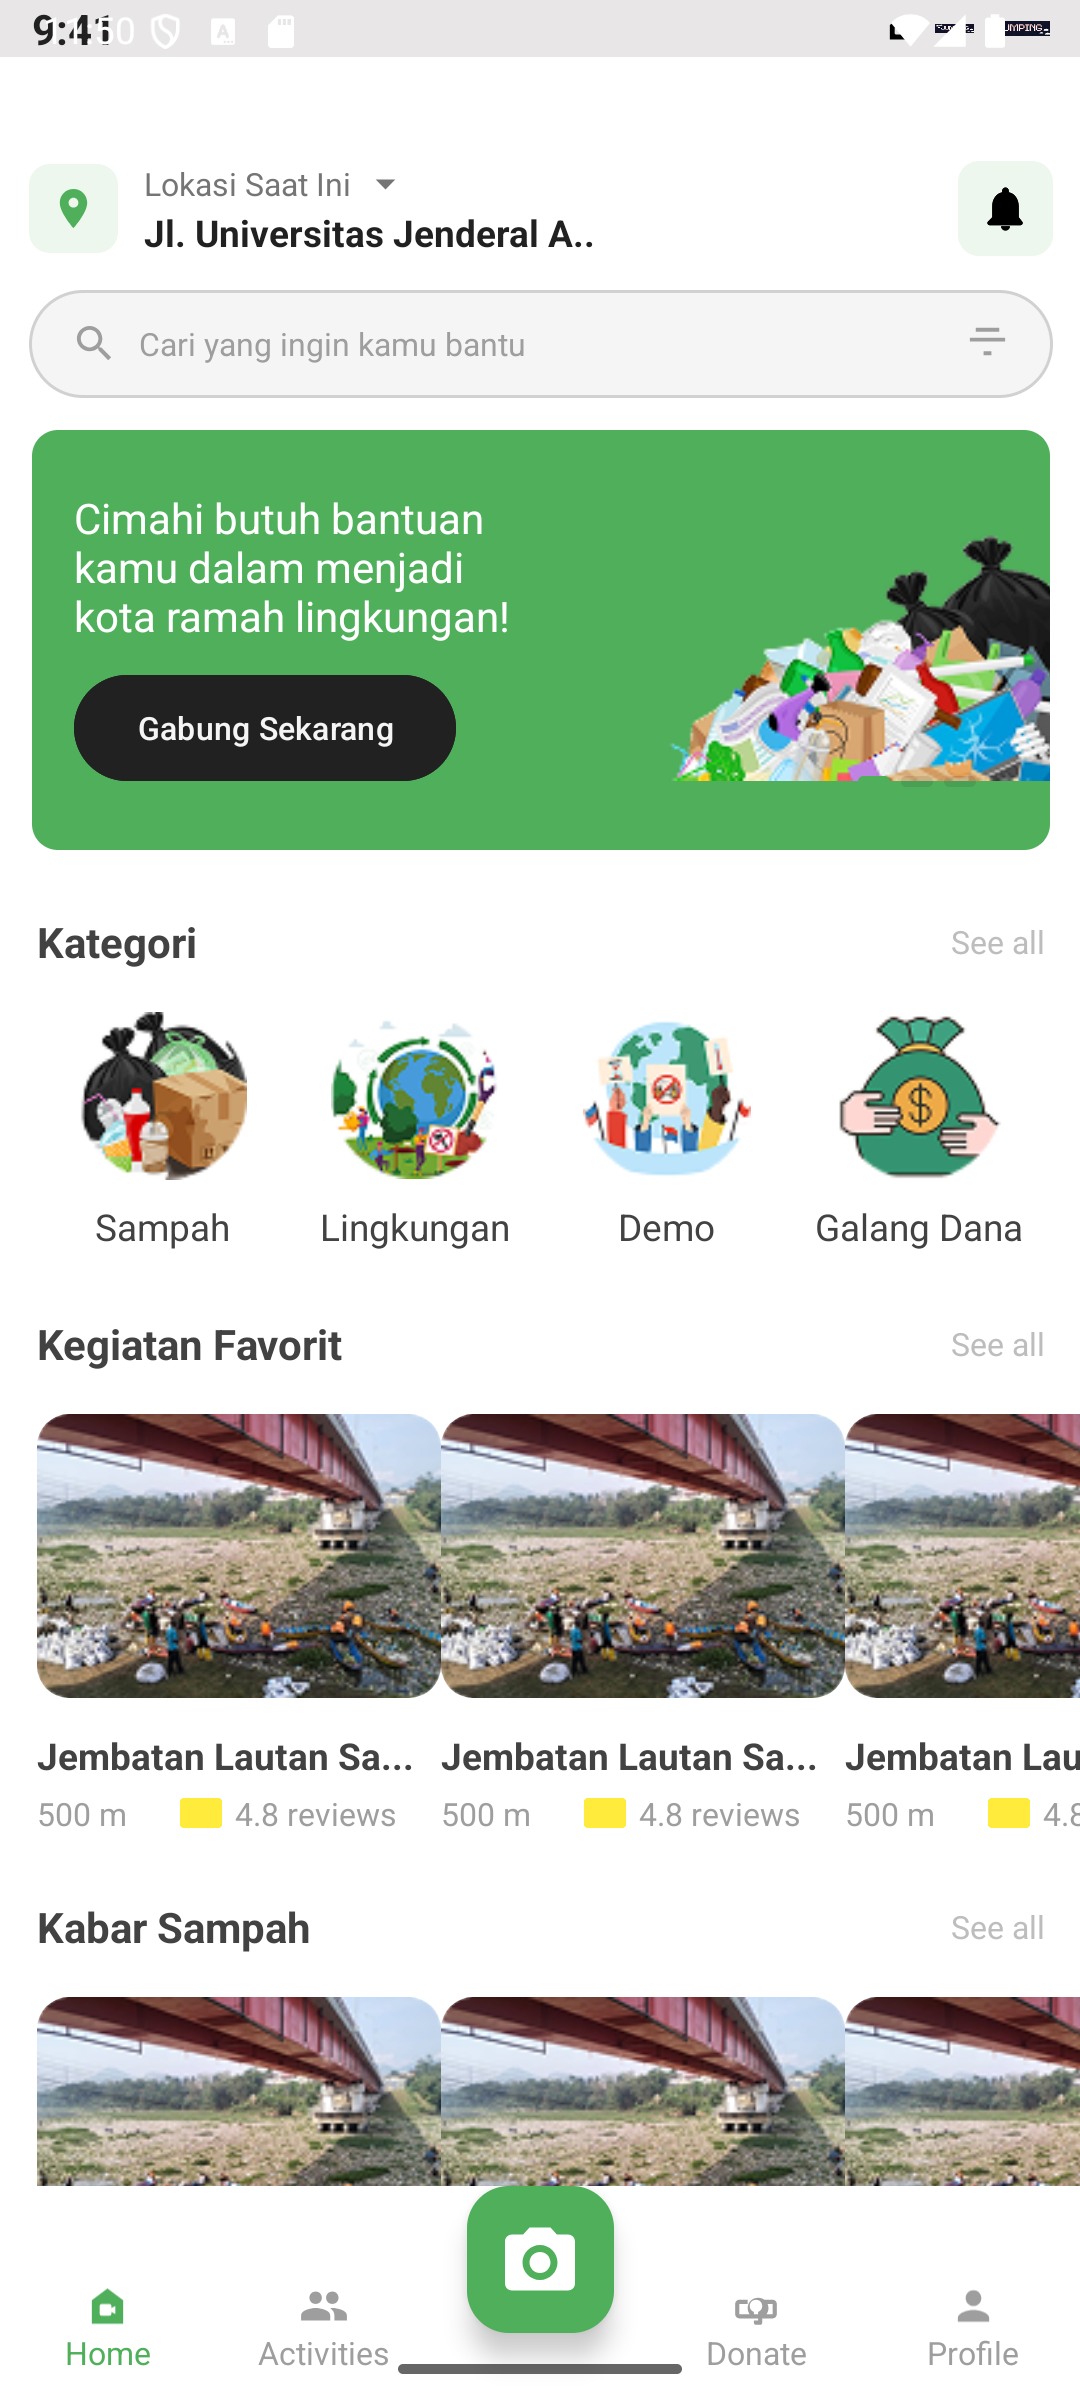 9:41
Lokasi Saat Ini
Jl. Universitas Jenderal A..
Cari yang ingin kamu bantu
Cimahi butuh bantuan
kamu dalam menjadi
kota ramah lingkungan!
Gabung Sekarang
Kategori
See all
Sampah
Lingkungan
Demo
Galang Dana
Kegiatan Favorit
See all
Jembatan Lautan Sa...
Jembatan Lautan Sa...
Jembatan Lau
500 m
4.8 reviews
500 m
4.8 reviews
500 m
4.8
Kabar Sampah
See all
Home
Activities
Donate
Profile